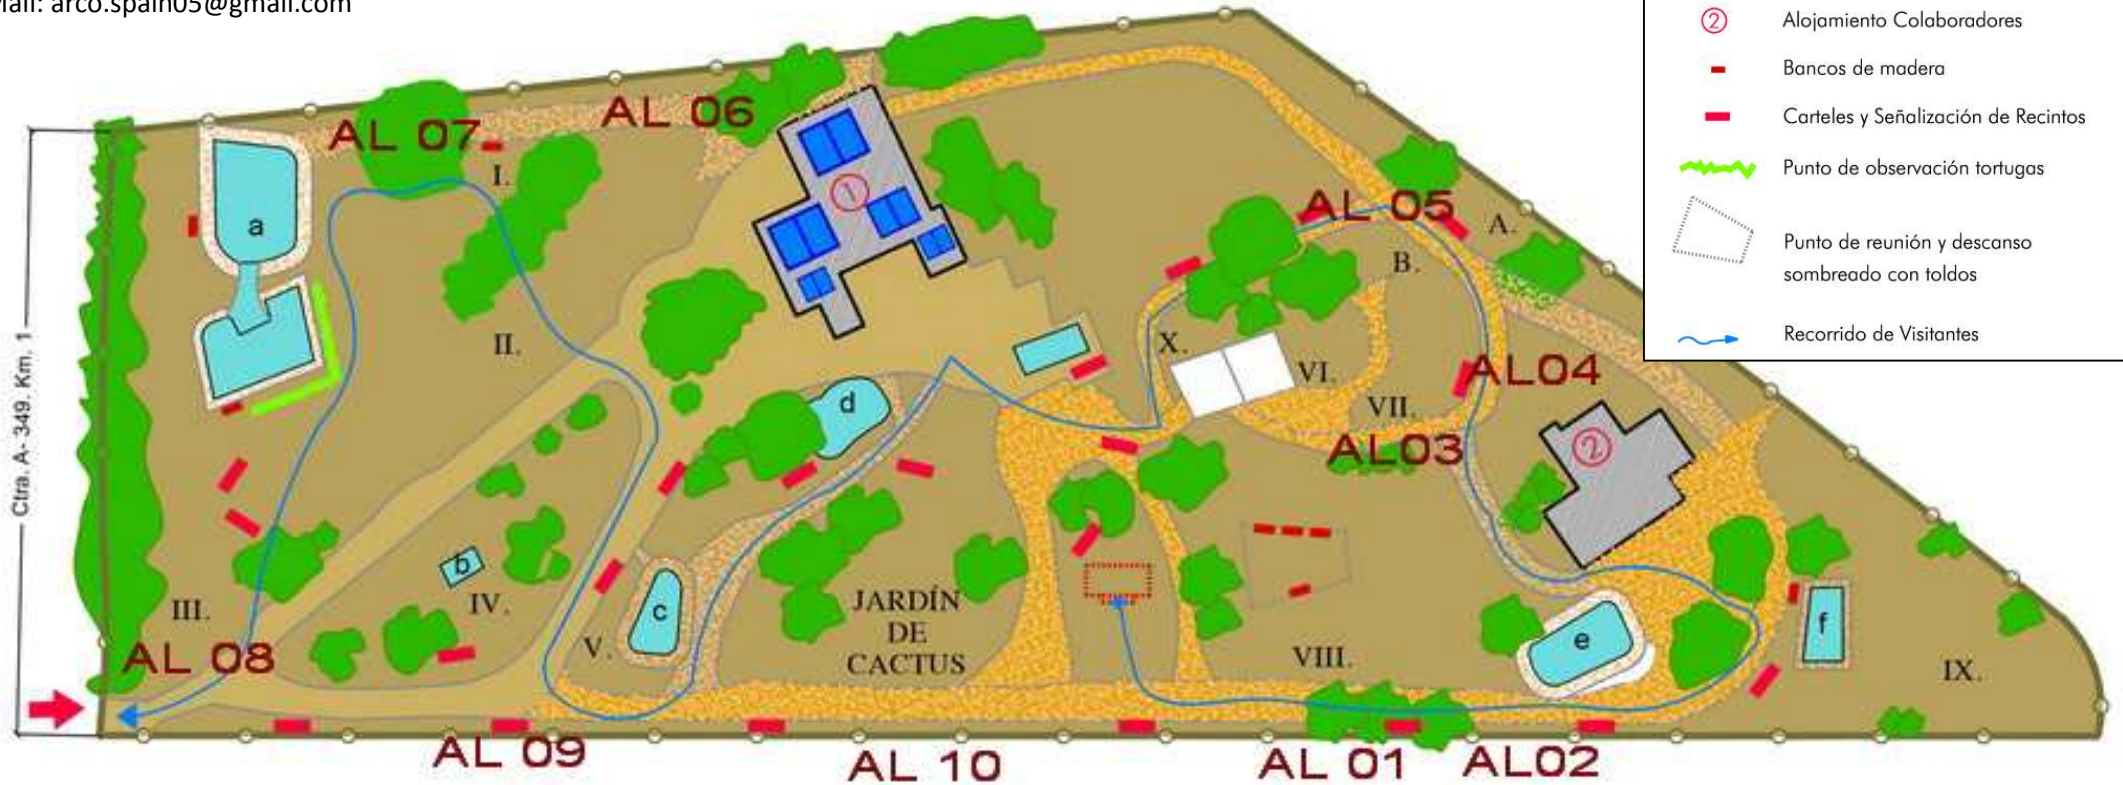 Mail: arco.spain05@gmail.com
② Alojamiento Colaboradores
Bancos de madera
Carteles y Señalización de Recintos
Punto de observación tortugas
Punto de reunión y descanso
sombreado con toldos
Recorrido de Visitantes
AL 07
AL 06
I.
1
a
AL 05
A.
B.
II.
X.
VI.
AL04
Ctra. A- 349. Km. 1
d
VII.
AL03
2
b
III.
IV.
c
V.
JARDÍN
DE
CACTUS
VIII.
e
f
IX.
AL 08
AL 09
AL 10
AL 01
AL02